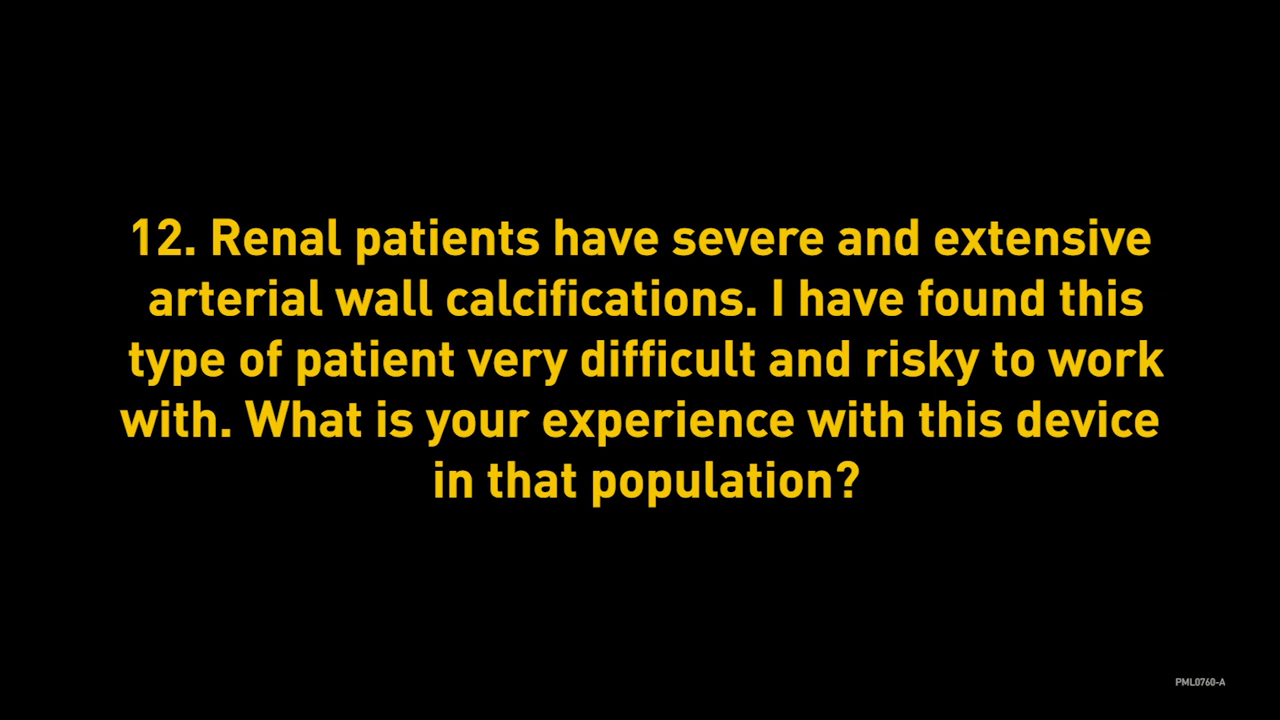 12. Renal patients have severe and extensive
arterial wall calcifications. I have found this
type of patient very difficult and risky to work
with. What is your experience with this device
in that population?
PML0760-A